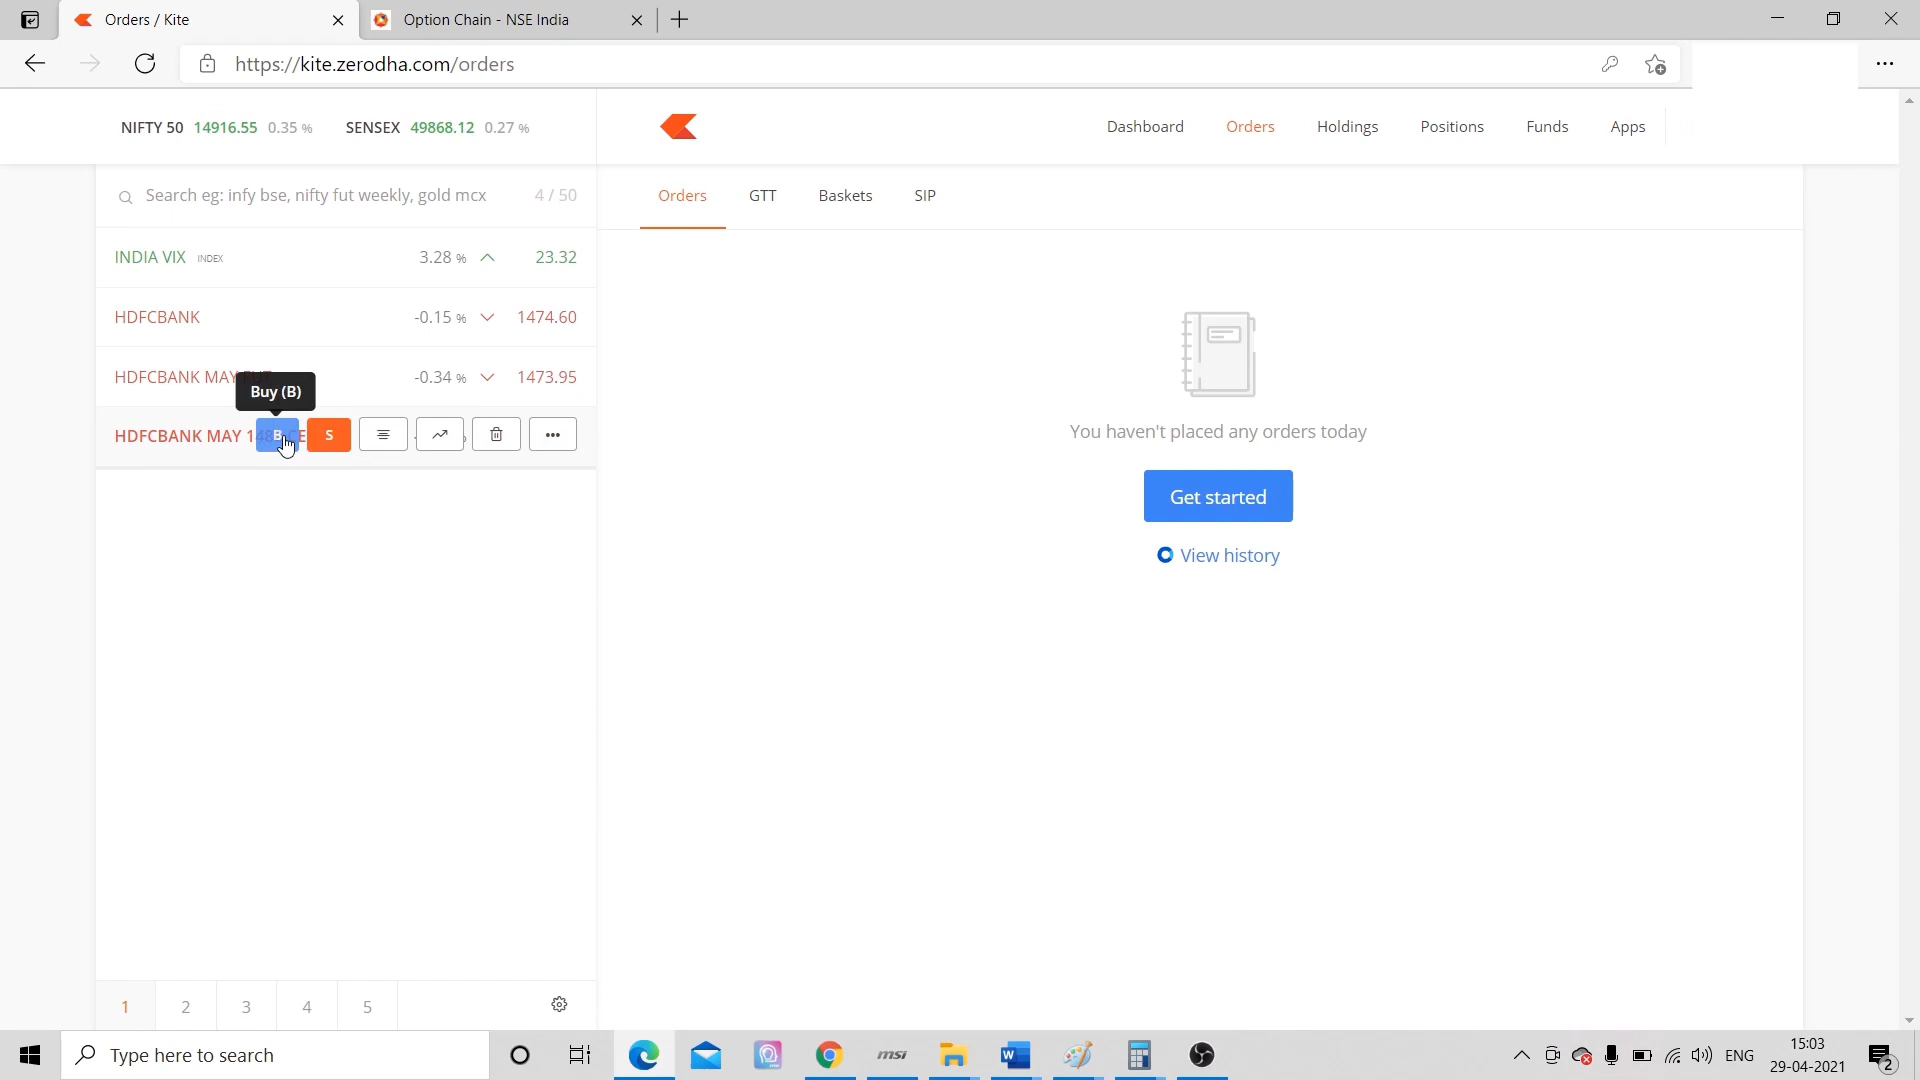 Orders / Kite
Option Chain - NSE India
https://kite.zerodha.com/orders
NIFTY 50 14916.55 0.35 % SENSEX 49868.12 0.27 %
Dashboard Orders Holdings Positions Funds Apps
Search eg: infy bse, nifty fut weekly, gold mcx 4 / 50
Orders GTT Baskets SIP
INDIA VIX INDEX 3.28 % 23.32
HDFCBANK -0.15 % 1474.60
HDFCBANK MAY -0.34 % 1473.95
Buy (B)
HDFCBANK MAY CE B S
You haven't placed any orders today
Get started
View history
1 2 3 4 5
Type here to search
msi
ENG
15:03
29-04-2021
2